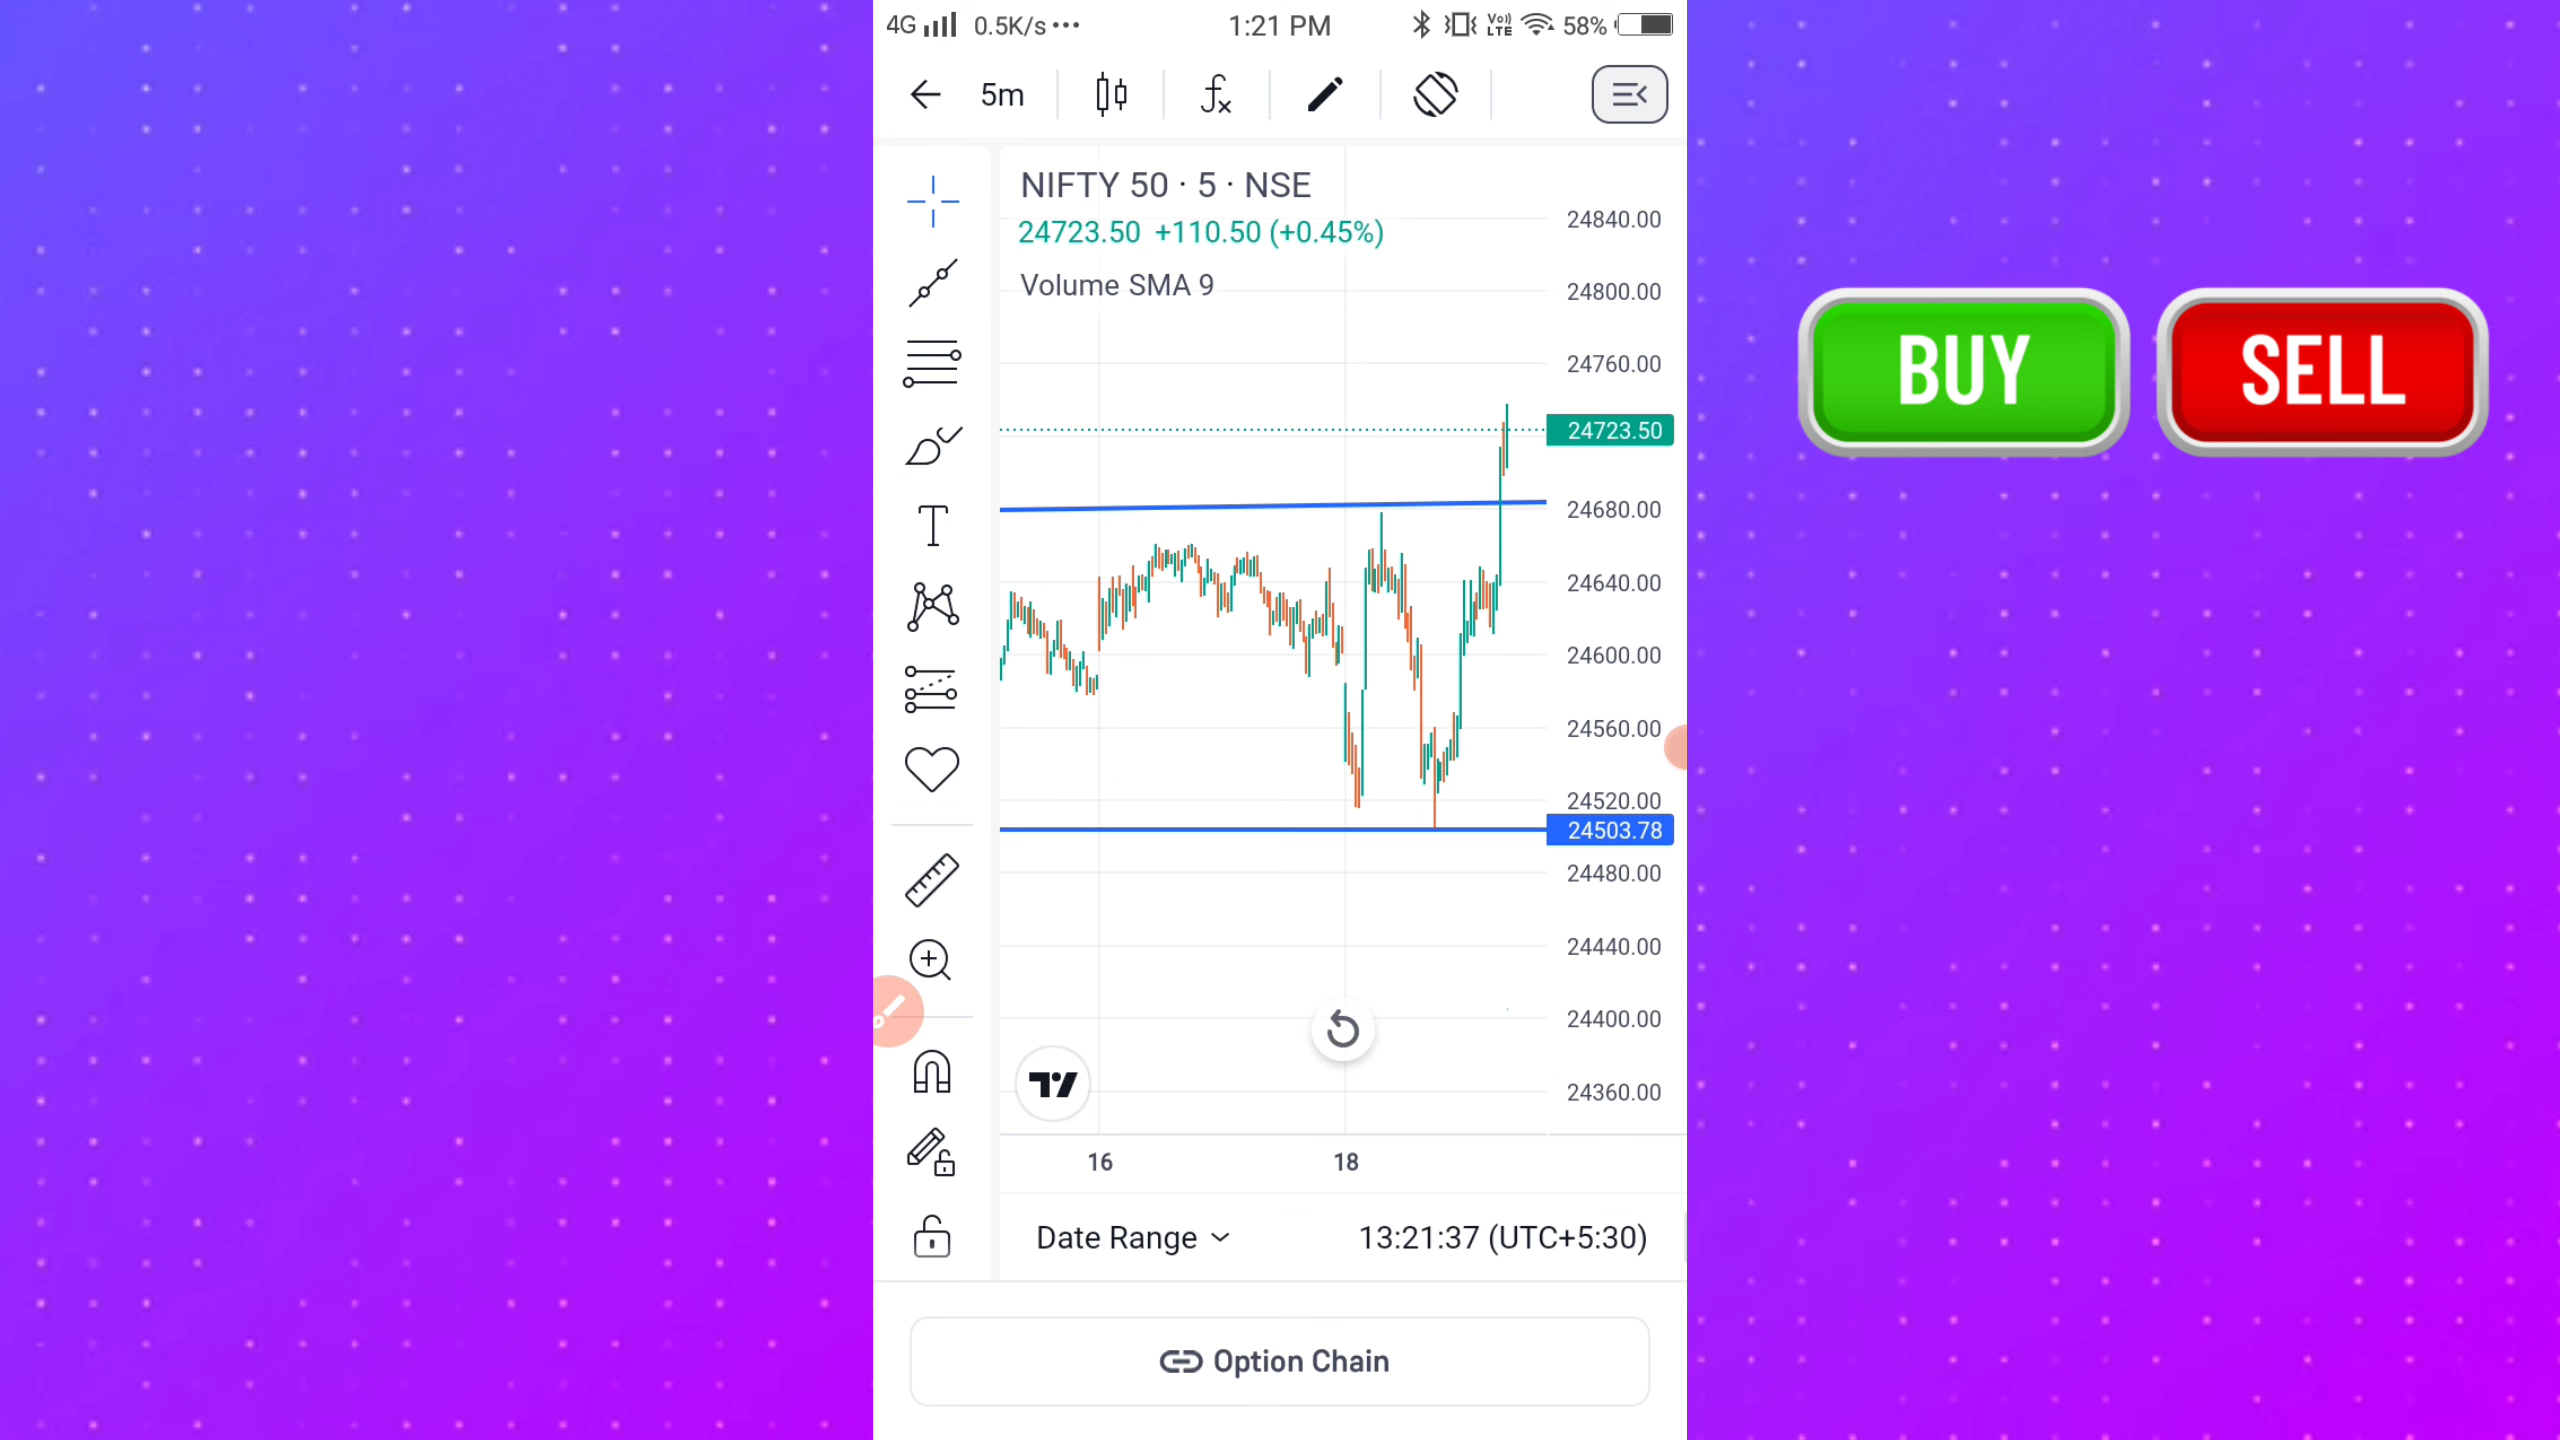 4G 0.5K/s ••• 1:21 PM Vo)) LTE 58%
5m
NIFTY 50 · 5 · NSE
24723.50 +110.50 (+0.45%)
Volume SMA 9
24840.00
24800.00
24760.00
24723.50
24680.00
24640.00
24600.00
24560.00
24520.00
24503.78
24480.00
24440.00
24400.00
24360.00
16 18
Date Range 13:21:37 (UTC+5:30)
Option Chain
BUY SELL